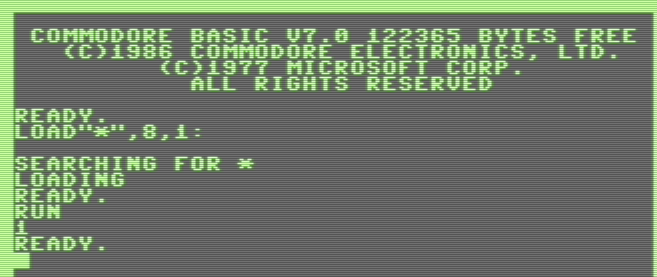 COMMODORE BASIC V7.0 122365 BYTES FREE
(C)1986 COMMODORE ELECTRONICS, LTD.
(C)1977 MICROSOFT CORP.
ALL RIGHTS RESERVED
READY.
LOAD"*",8,1:
SEARCHING FOR *
LOADING
READY.
RUN
1
READY.